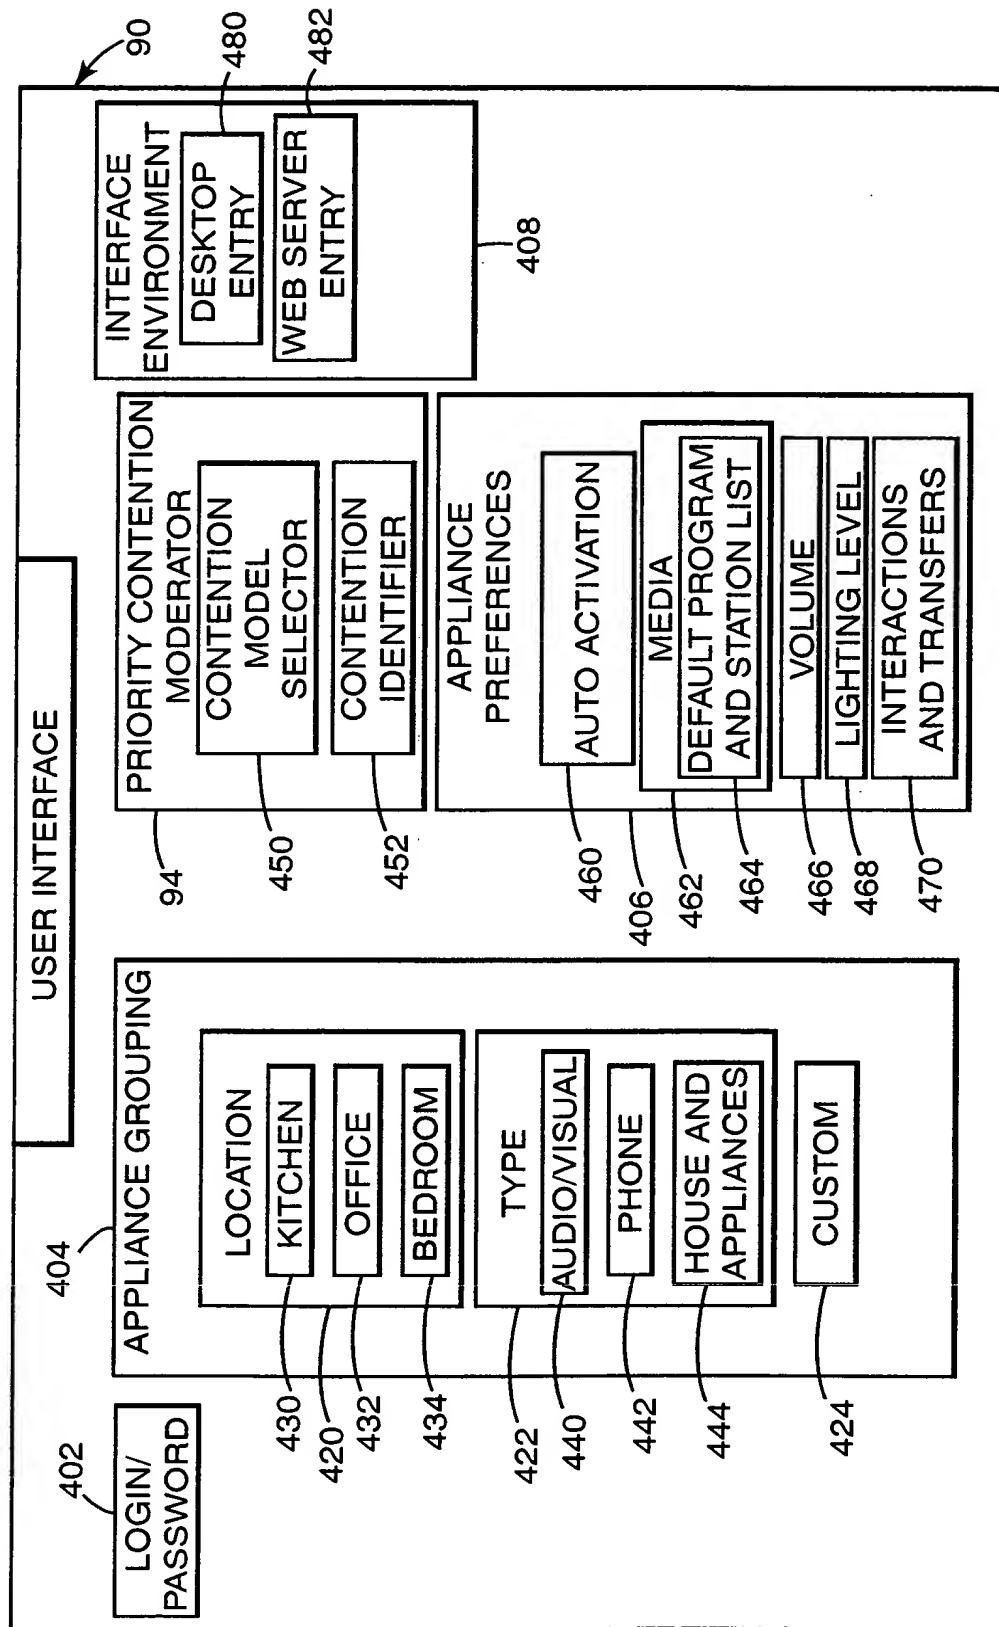 USER INTERFACE
90
402
LOGIN/
PASSWORD
404
APPLIANCE GROUPING
LOCATION
KITCHEN
OFFICE
BEDROOM
430
420
432
434
TYPE
AUDIO/VISUAL
PHONE
HOUSE AND
APPLIANCES
422
440
442
444
CUSTOM
424
PRIORITY CONTENTION
MODERATOR
CONTENTION
MODEL
SELECTOR
CONTENTION
IDENTIFIER
94
450
452
APPLIANCE
PREFERENCES
AUTO ACTIVATION
MEDIA
DEFAULT PROGRAM
AND STATION LIST
VOLUME
LIGHTING LEVEL
INTERACTIONS
AND TRANSFERS
460
406
462
464
466
468
470
INTERFACE
ENVIRONMENT
DESKTOP
ENTRY
WEB SERVER
ENTRY
480
482
408